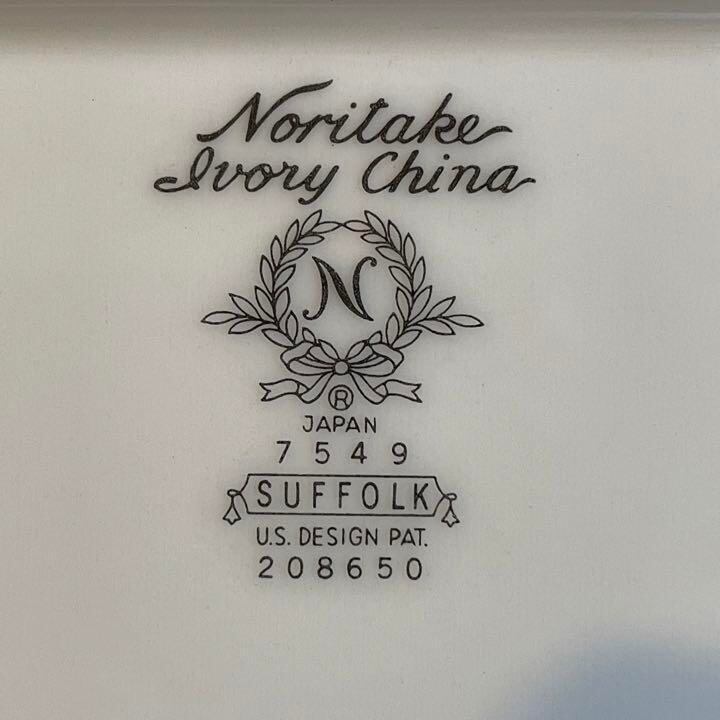 Noritake
Ivory China
N
®
JAPAN
7549
SUFFOLK
U.S. DESIGN PAT.
208650